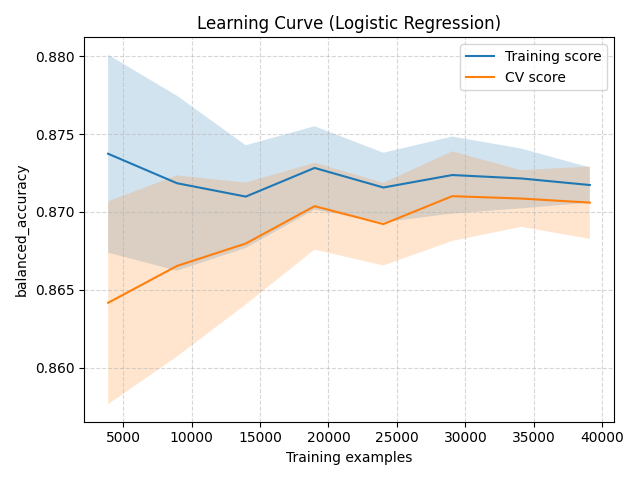 Learning Curve (Logistic Regression)
Training score
CV score
balanced_accuracy
0.880
0.875
0.870
0.865
0.860
5000 10000 15000 20000 25000 30000 35000 40000
Training examples